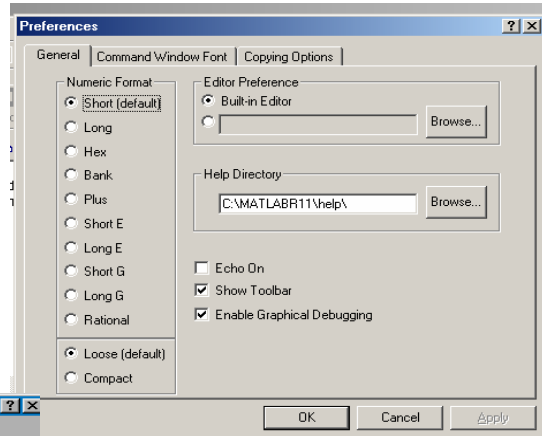 Preferences
General Command Window Font Copying Options
Numeric Format
Short (default)
Long
Hex
Bank
Plus
Short E
Long E
Short G
Long G
Rational
Loose (default)
Compact
Editor Preference
Built-in Editor
Browse...
Help Directory
C:\MATLABR11\help\
Browse...
Echo On
Show Toolbar
Enable Graphical Debugging
OK Cancel Apply